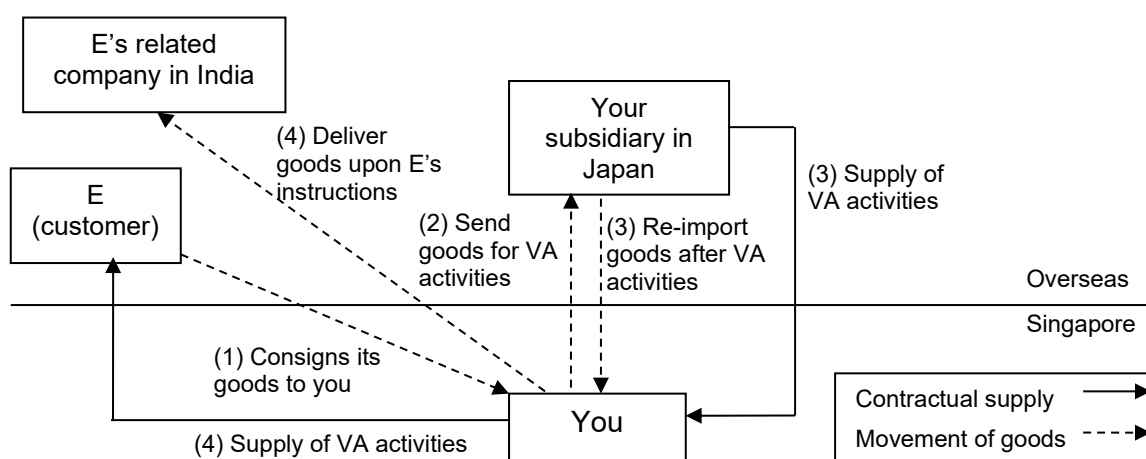 E’s related
company in India
Your
subsidiary in
Japan
(4) Deliver
goods upon E’s
instructions
E
(customer)
(3) Supply of
VA activities
(2) Send
goods for VA
activities
(3) Re-import
goods after VA
activities
Overseas
Singapore
(1) Consigns its
goods to you
You
(4) Supply of VA activities
Contractual supply
Movement of goods